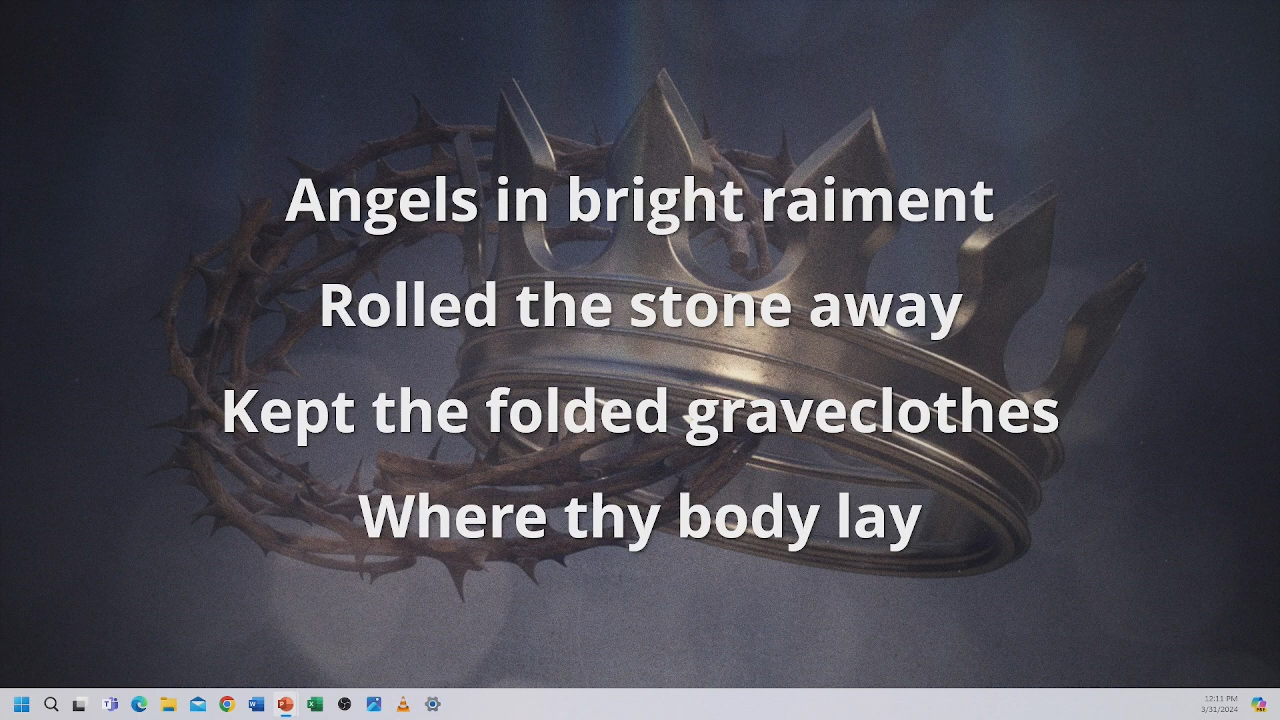 Angels in bright raiment
Rolled the stone away
Kept the folded graveclothes
Where thy body lay
12:11 PM
3/31/2024